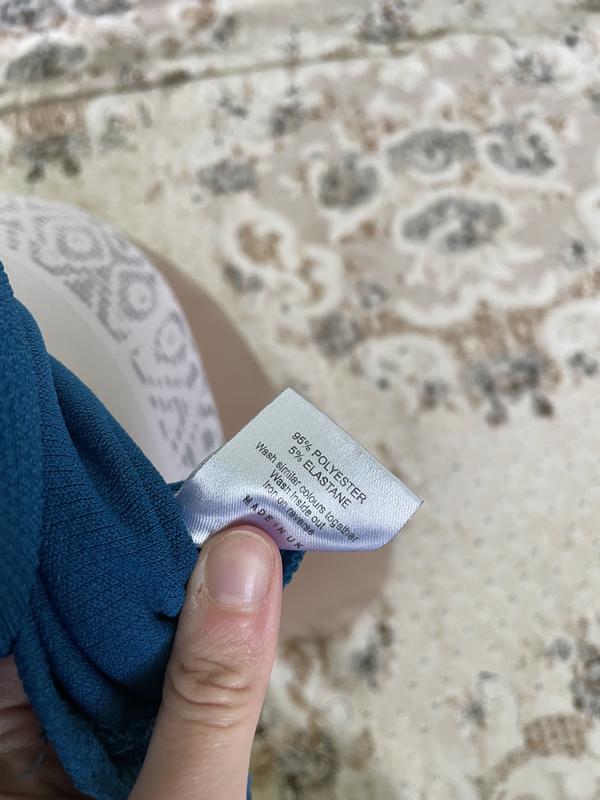 95% POLYESTER
5% ELASTANE
Wash similar colours together
Wash inside out
Iron on reverse
MADE IN UK